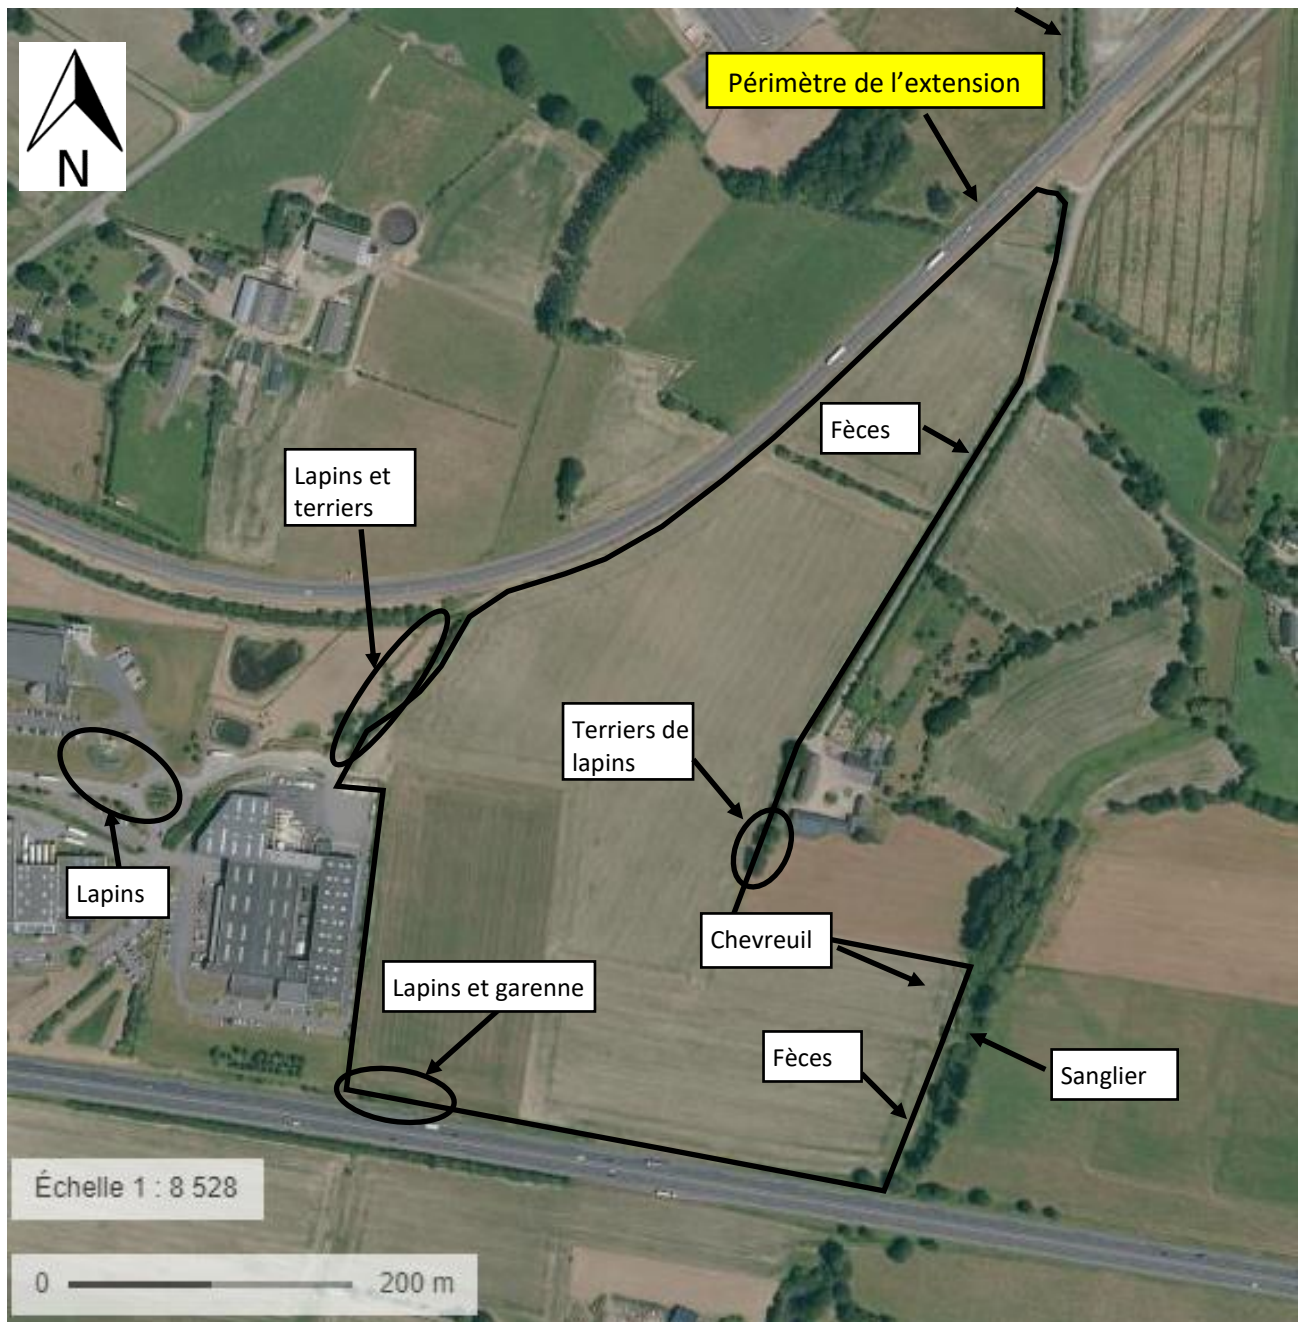 N
Périmètre de l’extension
Fèces
Lapins et
terriers
Terriers de
lapins
Lapins
Chevreuil
Lapins et garenne
Fèces
Sanglier
Échelle 1 : 8 528
0 200 m